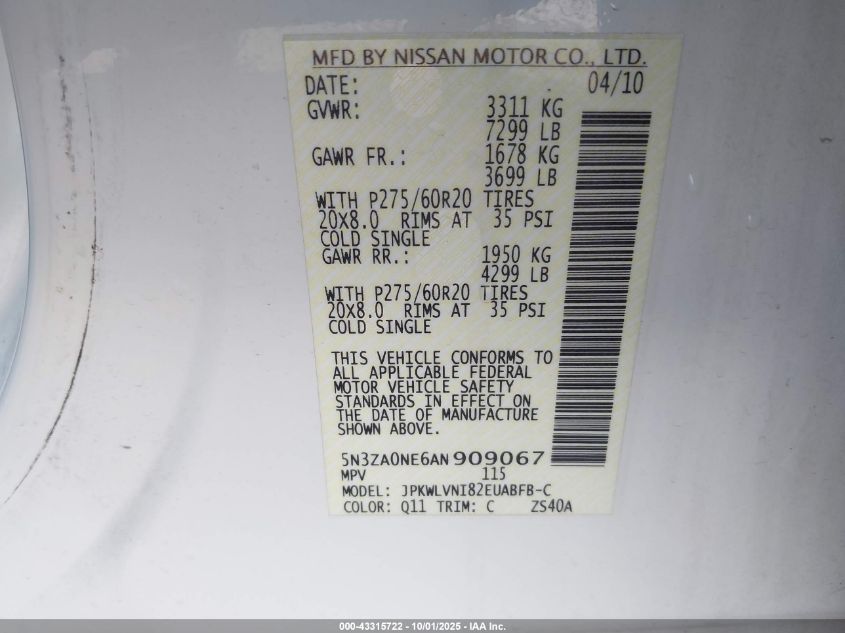 MFD BY NISSAN MOTOR CO., LTD.
DATE: 04/10
GVWR: 3311 KG
7299 LB
GAWR FR.: 1678 KG
3699 LB
WITH P275/60R20 TIRES
20X8.0 RIMS AT 35 PSI
COLD SINGLE
GAWR RR.: 1950 KG
4299 LB
WITH P275/60R20 TIRES
20X8.0 RIMS AT 35 PSI
COLD SINGLE
THIS VEHICLE CONFORMS TO
ALL APPLICABLE FEDERAL
MOTOR VEHICLE SAFETY
STANDARDS IN EFFECT ON
THE DATE OF MANUFACTURE
SHOWN ABOVE.
5N3ZA0NE6AN909067
MPV 115
MODEL: JPKWLVNI82EUABFB-C
COLOR: Q11 TRIM: C ZS40A
000-43315722 - 10/01/2025 - IAA Inc.